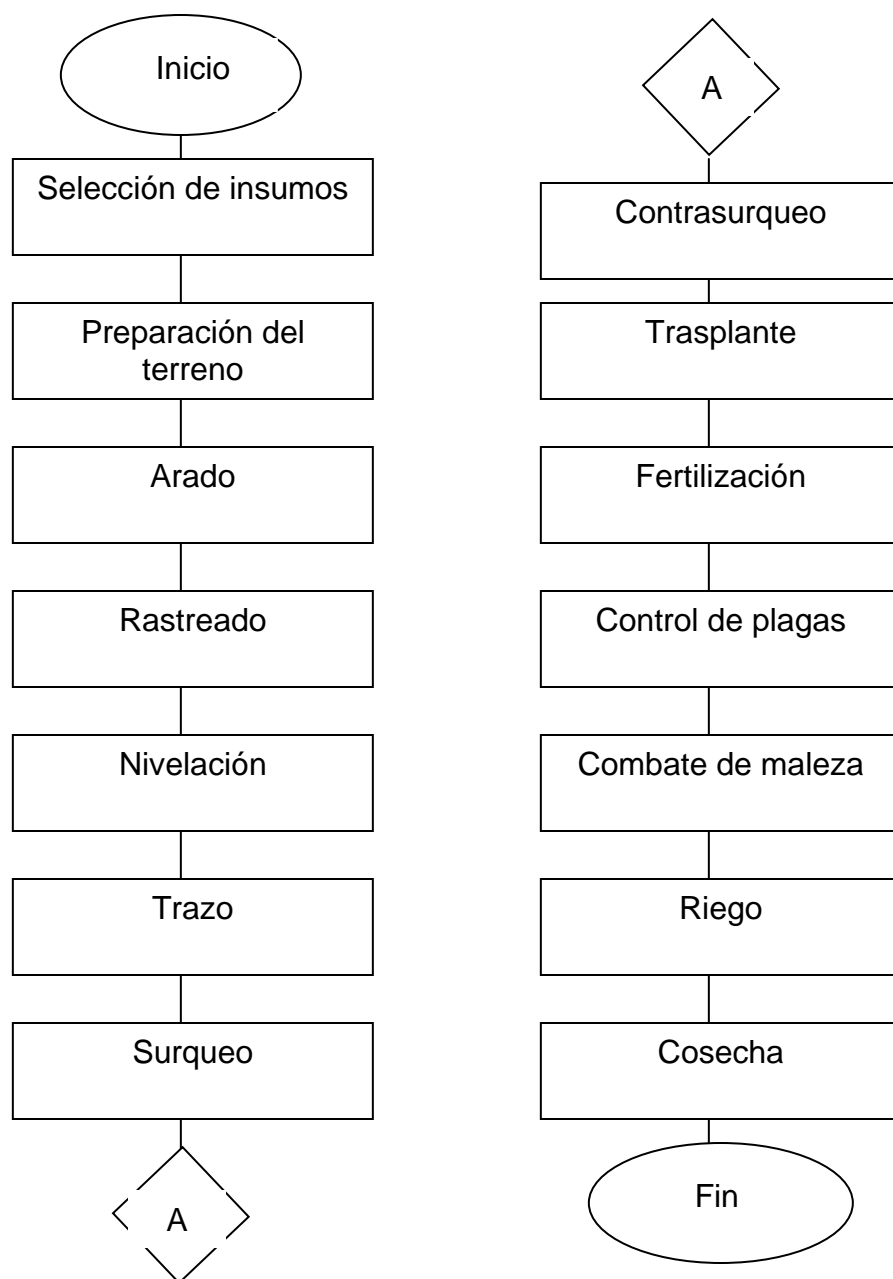 Inicio
Selección de insumos
Preparación del
terreno
Arado
Rastreado
Nivelación
Trazo
Surqueo
A
A
Contrasurqueo
Trasplante
Fertilización
Control de plagas
Combate de maleza
Riego
Cosecha
Fin